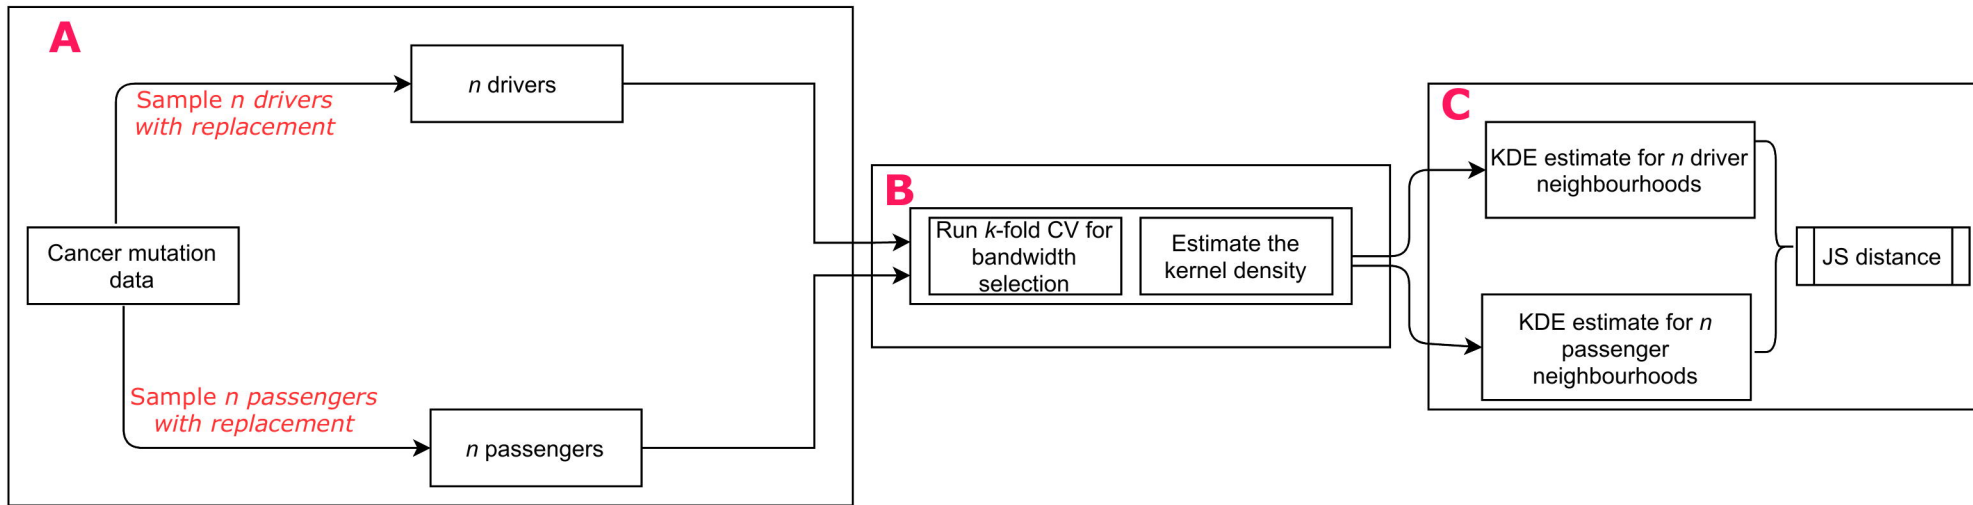 A
Sample n drivers
with replacement
n drivers
Cancer mutation
data
Sample n passengers
with replacement
n passengers
B
Run k-fold CV for
bandwidth
selection
Estimate the
kernel density
C
KDE estimate for n driver
neighbourhoods
KDE estimate for n
passenger
neighbourhoods
JS distance